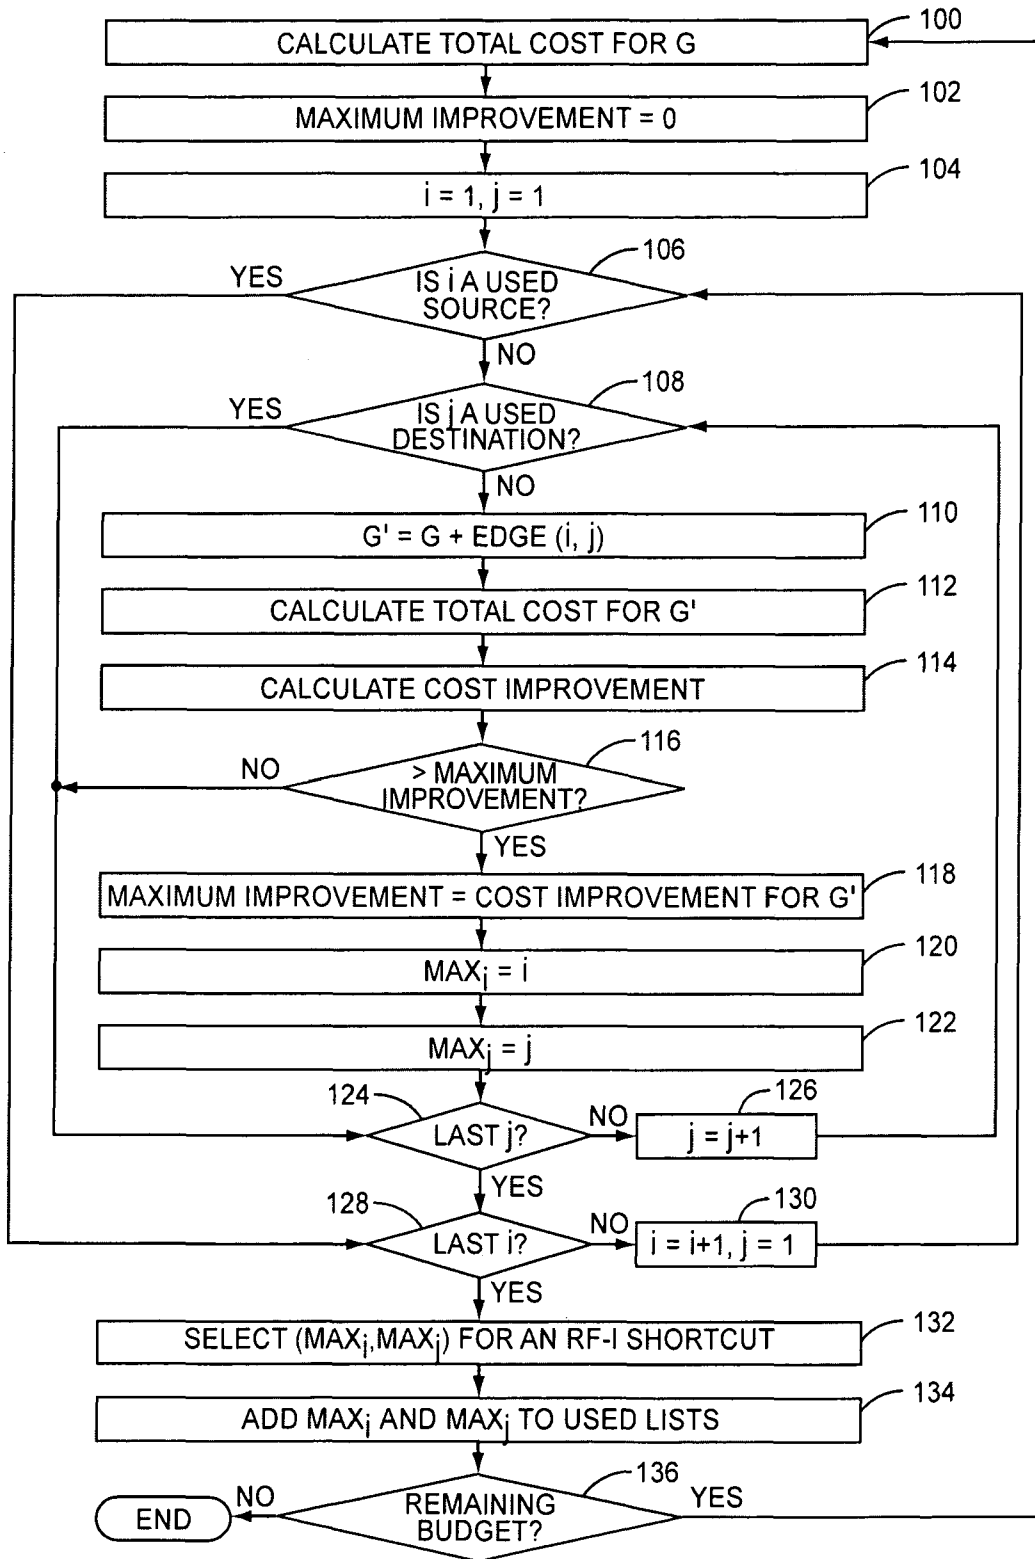 100
CALCULATE TOTAL COST FOR G
102
MAXIMUM IMPROVEMENT = 0
104
i = 1, j = 1
106
YES
IS i A USED
SOURCE?
NO
108
YES
IS j A USED
DESTINATION?
NO
110
G' = G + EDGE (i, j)
112
CALCULATE TOTAL COST FOR G'
114
CALCULATE COST IMPROVEMENT
116
NO
> MAXIMUM
IMPROVEMENT?
YES
118
MAXIMUM IMPROVEMENT = COST IMPROVEMENT FOR G'
120
MAXi = i
122
MAXj = j
124
LAST j?
NO
126
j = j+1
YES
128
LAST i?
NO
130
i = i+1, j = 1
YES
132
SELECT (MAXi,MAXj) FOR AN RF-I SHORTCUT
134
ADD MAXi AND MAXj TO USED LISTS
136
NO
REMAINING
BUDGET?
YES
END